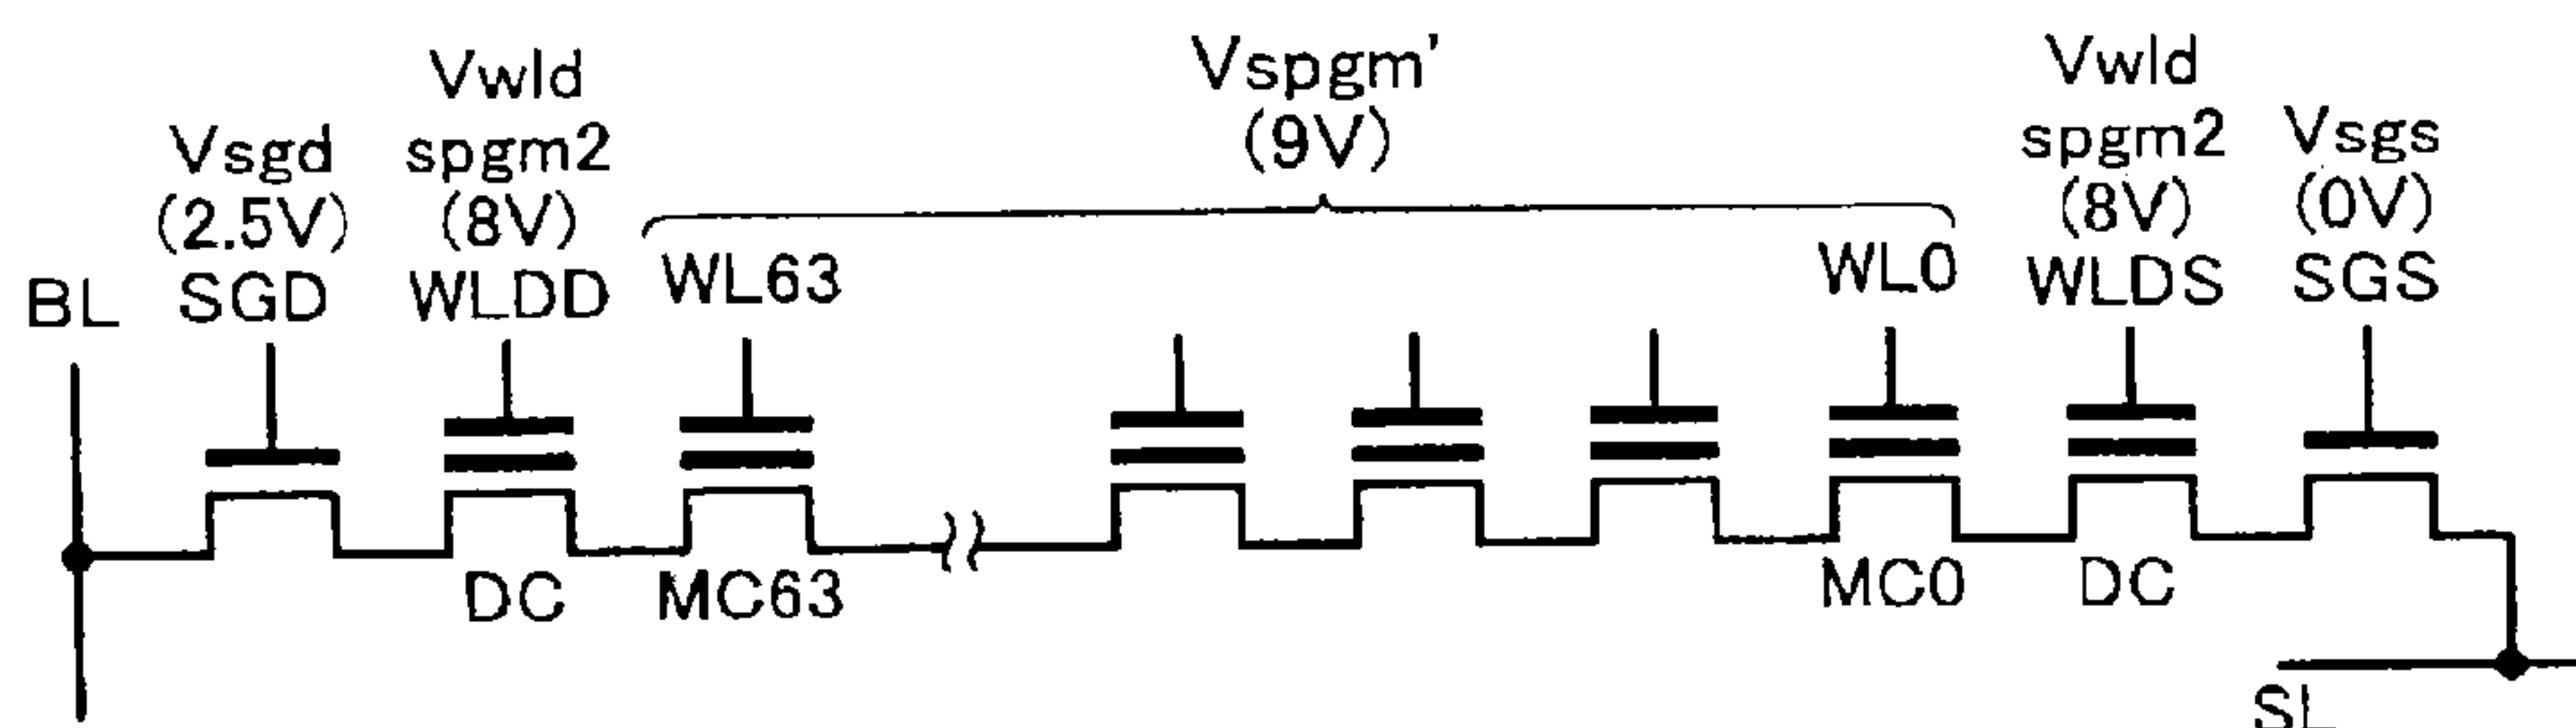 Vspgm'
(9V)
Vwld
spgm2
(8V)
WLDD
Vwld
spgm2
(8V)
WLDS
Vsgd
(2.5V)
SGD
Vsgs
(0V)
SGS
BL
WL63
WL0
DC
MC63
MC0
DC
SL